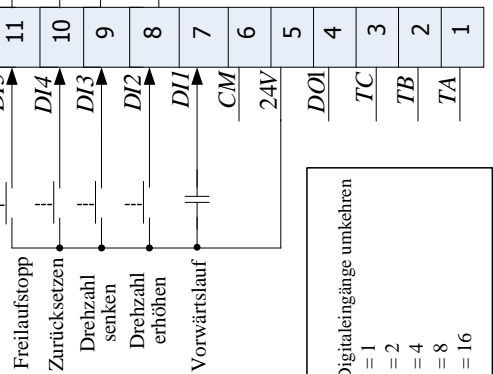 11
10
9
8
7
6
5
4
3
2
1
DI4
DI3
DI2
DI1
CM
24V
DO1
TC
TB
TA
Freilaufstopp
Zurücksetzen
Drehzahl
senken
Drehzahl
erhöhen
Vorwärtslauf
Digitaleingänge umkehren
= 1
= 2
= 4
= 8
= 16